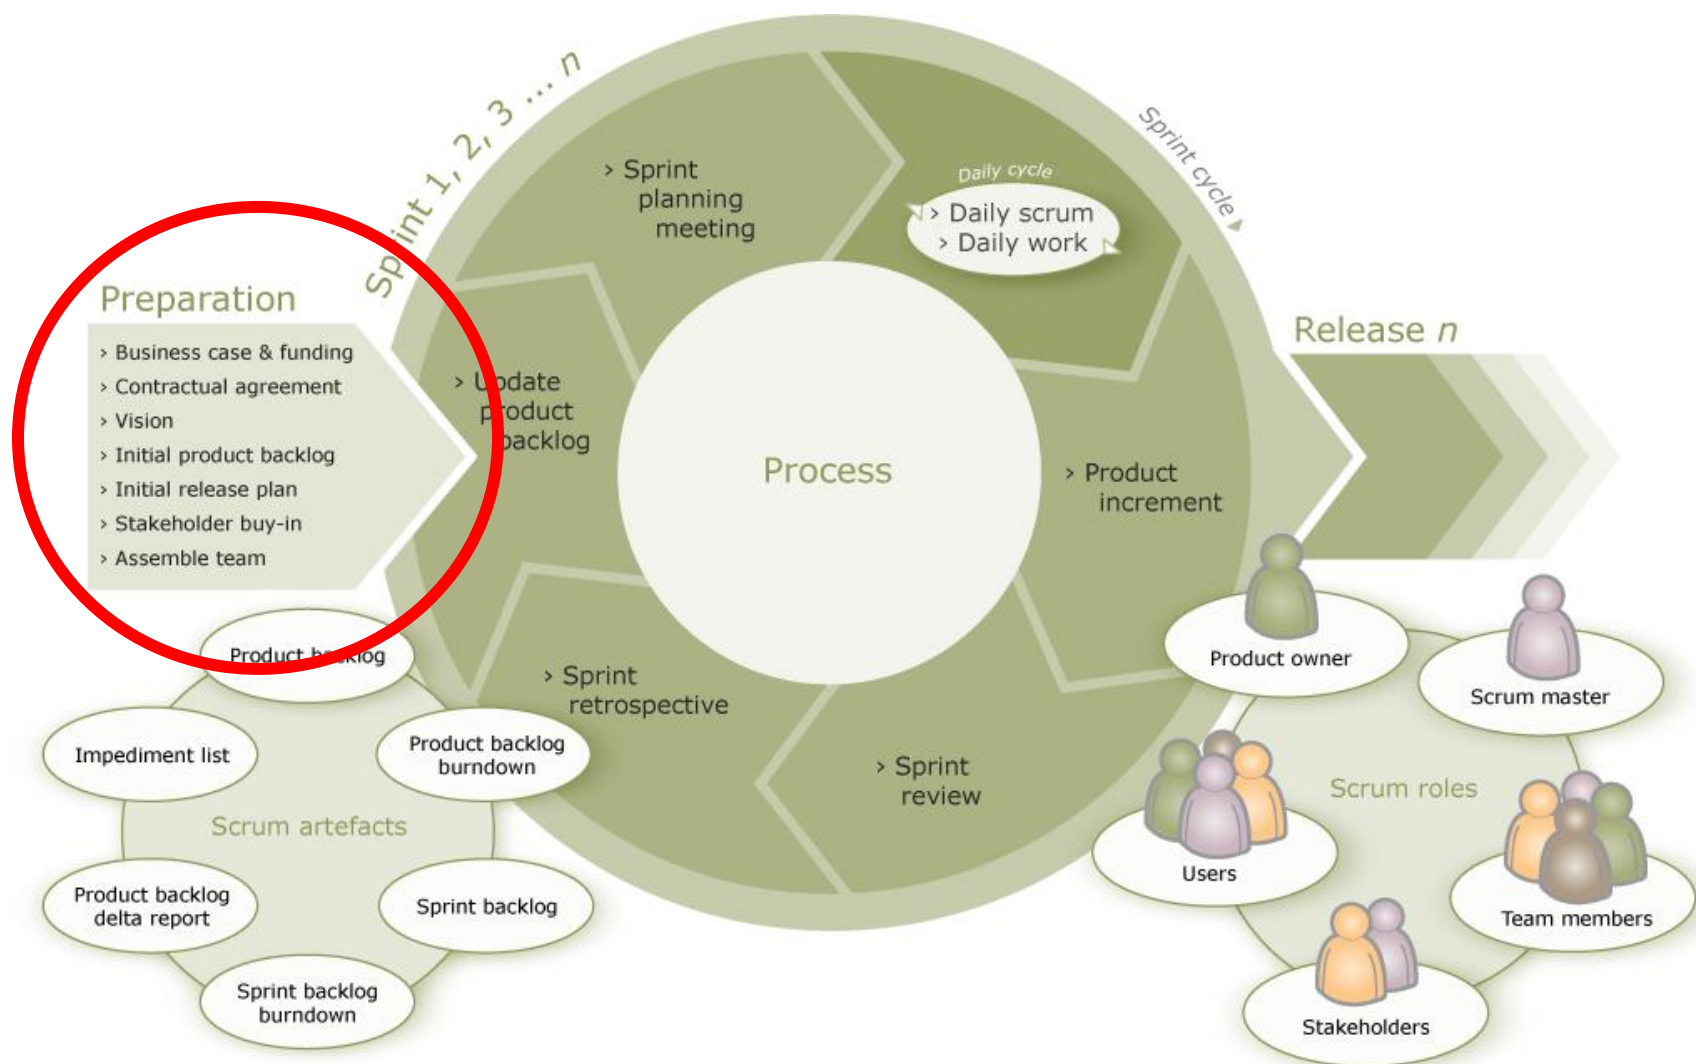 Sprint 1, 2, 3 ... n
Preparation
› Business case & funding
› Contractual agreement
› Vision
› Initial product backlog
› Initial release plan
› Stakeholder buy-in
› Assemble team
› Update
product
backlog
› Sprint
planning
meeting
Daily cycle
› Daily scrum
› Daily work
Sprint cycle
Process
› Product
increment
› Sprint
review
› Sprint
retrospective
Release n
Scrum artefacts
Product backlog
Product backlog
burndown
Sprint backlog
Sprint backlog
burndown
Product backlog
delta report
Impediment list
Scrum roles
Product owner
Scrum master
Team members
Stakeholders
Users